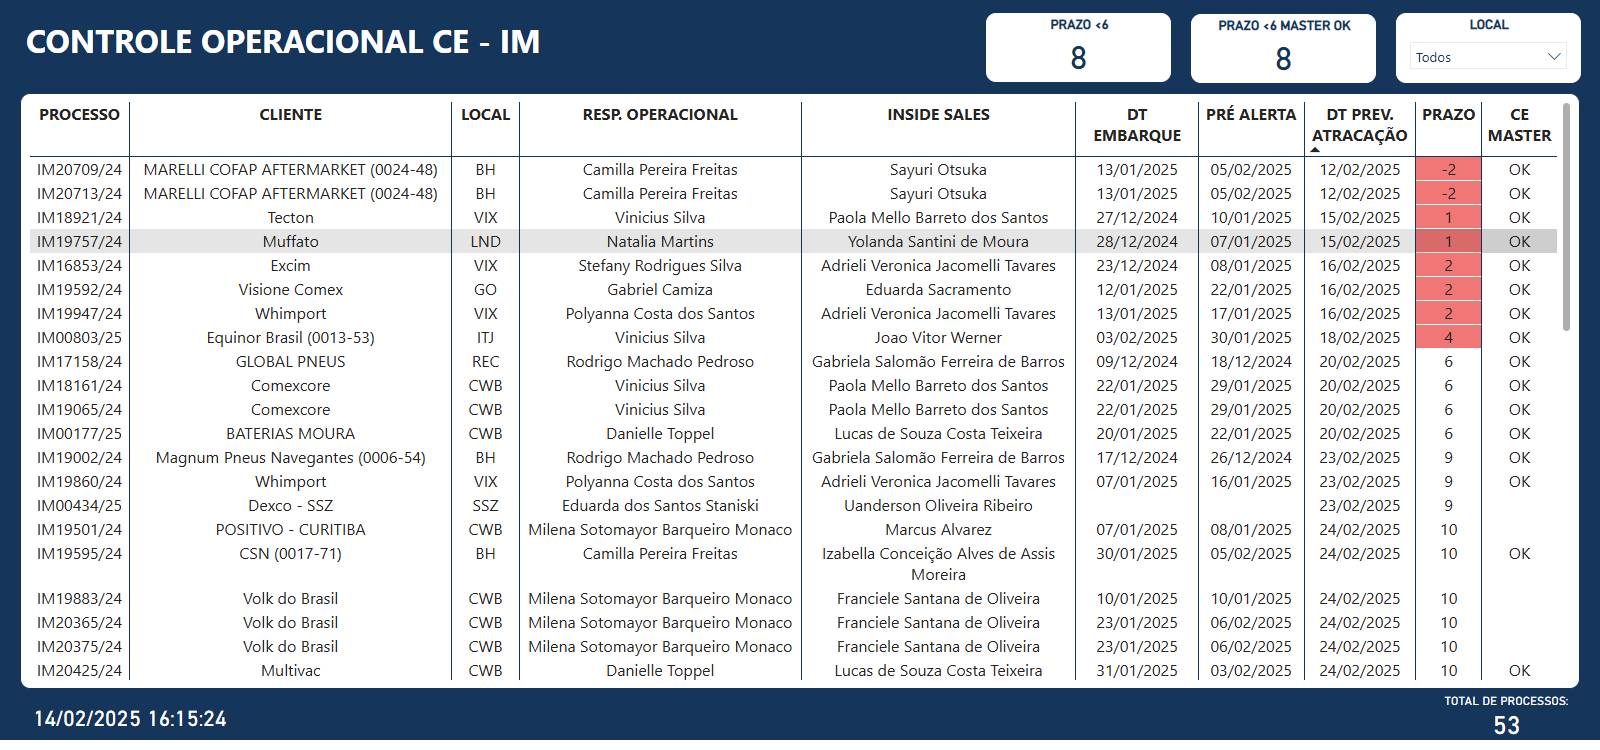 CONTROLE OPERACIONAL CE - IM
PRAZO <6
8
PRAZO <6 MASTER OK
8
LOCAL
Todos
PROCESSO CLIENTE LOCAL RESP. OPERACIONAL INSIDE SALES DT EMBARQUE PRÉ ALERTA DT PREV. ATRACAÇÃO PRAZO CE MASTER
IM20709/24 MARELLI COFAP AFTERMARKET (0024-48) BH Camilla Pereira Freitas Sayuri Otsuka 13/01/2025 05/02/2025 12/02/2025 -2 OK
IM20713/24 MARELLI COFAP AFTERMARKET (0024-48) BH Camilla Pereira Freitas Sayuri Otsuka 13/01/2025 05/02/2025 12/02/2025 -2 OK
IM18921/24 Tecton VIX Vinicius Silva Paola Mello Barreto dos Santos 27/12/2024 10/01/2025 15/02/2025 1 OK
IM19757/24 Muffato LND Natalia Martins Yolanda Santini de Moura 28/12/2024 07/01/2025 15/02/2025 1 OK
IM16853/24 Excim VIX Stefany Rodrigues Silva Adrieli Veronica Jacomelli Tavares 23/12/2024 08/01/2025 16/02/2025 2 OK
IM19592/24 Visione Comex GO Gabriel Camiza Eduarda Sacramento 12/01/2025 22/01/2025 16/02/2025 2 OK
IM19947/24 Whimport VIX Polyanna Costa dos Santos Adrieli Veronica Jacomelli Tavares 13/01/2025 17/01/2025 16/02/2025 2 OK
IM00803/25 Equinor Brasil (0013-53) ITJ Vinicius Silva Joao Vitor Werner 03/02/2025 30/01/2025 18/02/2025 4 OK
IM17158/24 GLOBAL PNEUS REC Rodrigo Machado Pedroso Gabriela Salomão Ferreira de Barros 09/12/2024 18/12/2024 20/02/2025 6 OK
IM18161/24 Comexcore CWB Vinicius Silva Paola Mello Barreto dos Santos 22/01/2025 29/01/2025 20/02/2025 6 OK
IM19065/24 Comexcore CWB Vinicius Silva Paola Mello Barreto dos Santos 22/01/2025 29/01/2025 20/02/2025 6 OK
IM00177/25 BATERIAS MOURA CWB Danielle Toppel Lucas de Souza Costa Teixeira 20/01/2025 22/01/2025 20/02/2025 6 OK
IM19002/24 Magnum Pneus Navegantes (0006-54) BH Rodrigo Machado Pedroso Gabriela Salomão Ferreira de Barros 17/12/2024 26/12/2024 23/02/2025 9 OK
IM19860/24 Whimport VIX Polyanna Costa dos Santos Adrieli Veronica Jacomelli Tavares 07/01/2025 16/01/2025 23/02/2025 9 OK
IM00434/25 Dexco - SSZ SSZ Eduarda dos Santos Staniski Uanderson Oliveira Ribeiro 23/02/2025 9
IM19501/24 POSITIVO - CURITIBA CWB Milena Sotomayor Barqueiro Monaco Marcus Alvarez 07/01/2025 08/01/2025 24/02/2025 10
IM19595/24 CSN (0017-71) BH Camilla Pereira Freitas Izabella Conceição Alves de Assis Moreira 30/01/2025 05/02/2025 24/02/2025 10 OK
IM19883/24 Volk do Brasil CWB Milena Sotomayor Barqueiro Monaco Franciele Santana de Oliveira 10/01/2025 10/01/2025 24/02/2025 10
IM20365/24 Volk do Brasil CWB Milena Sotomayor Barqueiro Monaco Franciele Santana de Oliveira 23/01/2025 06/02/2025 24/02/2025 10
IM20375/24 Volk do Brasil CWB Milena Sotomayor Barqueiro Monaco Franciele Santana de Oliveira 23/01/2025 06/02/2025 24/02/2025 10
IM20425/24 Multivac CWB Danielle Toppel Lucas de Souza Costa Teixeira 31/01/2025 03/02/2025 24/02/2025 10 OK
14/02/2025 16:15:24
TOTAL DE PROCESSOS:
53